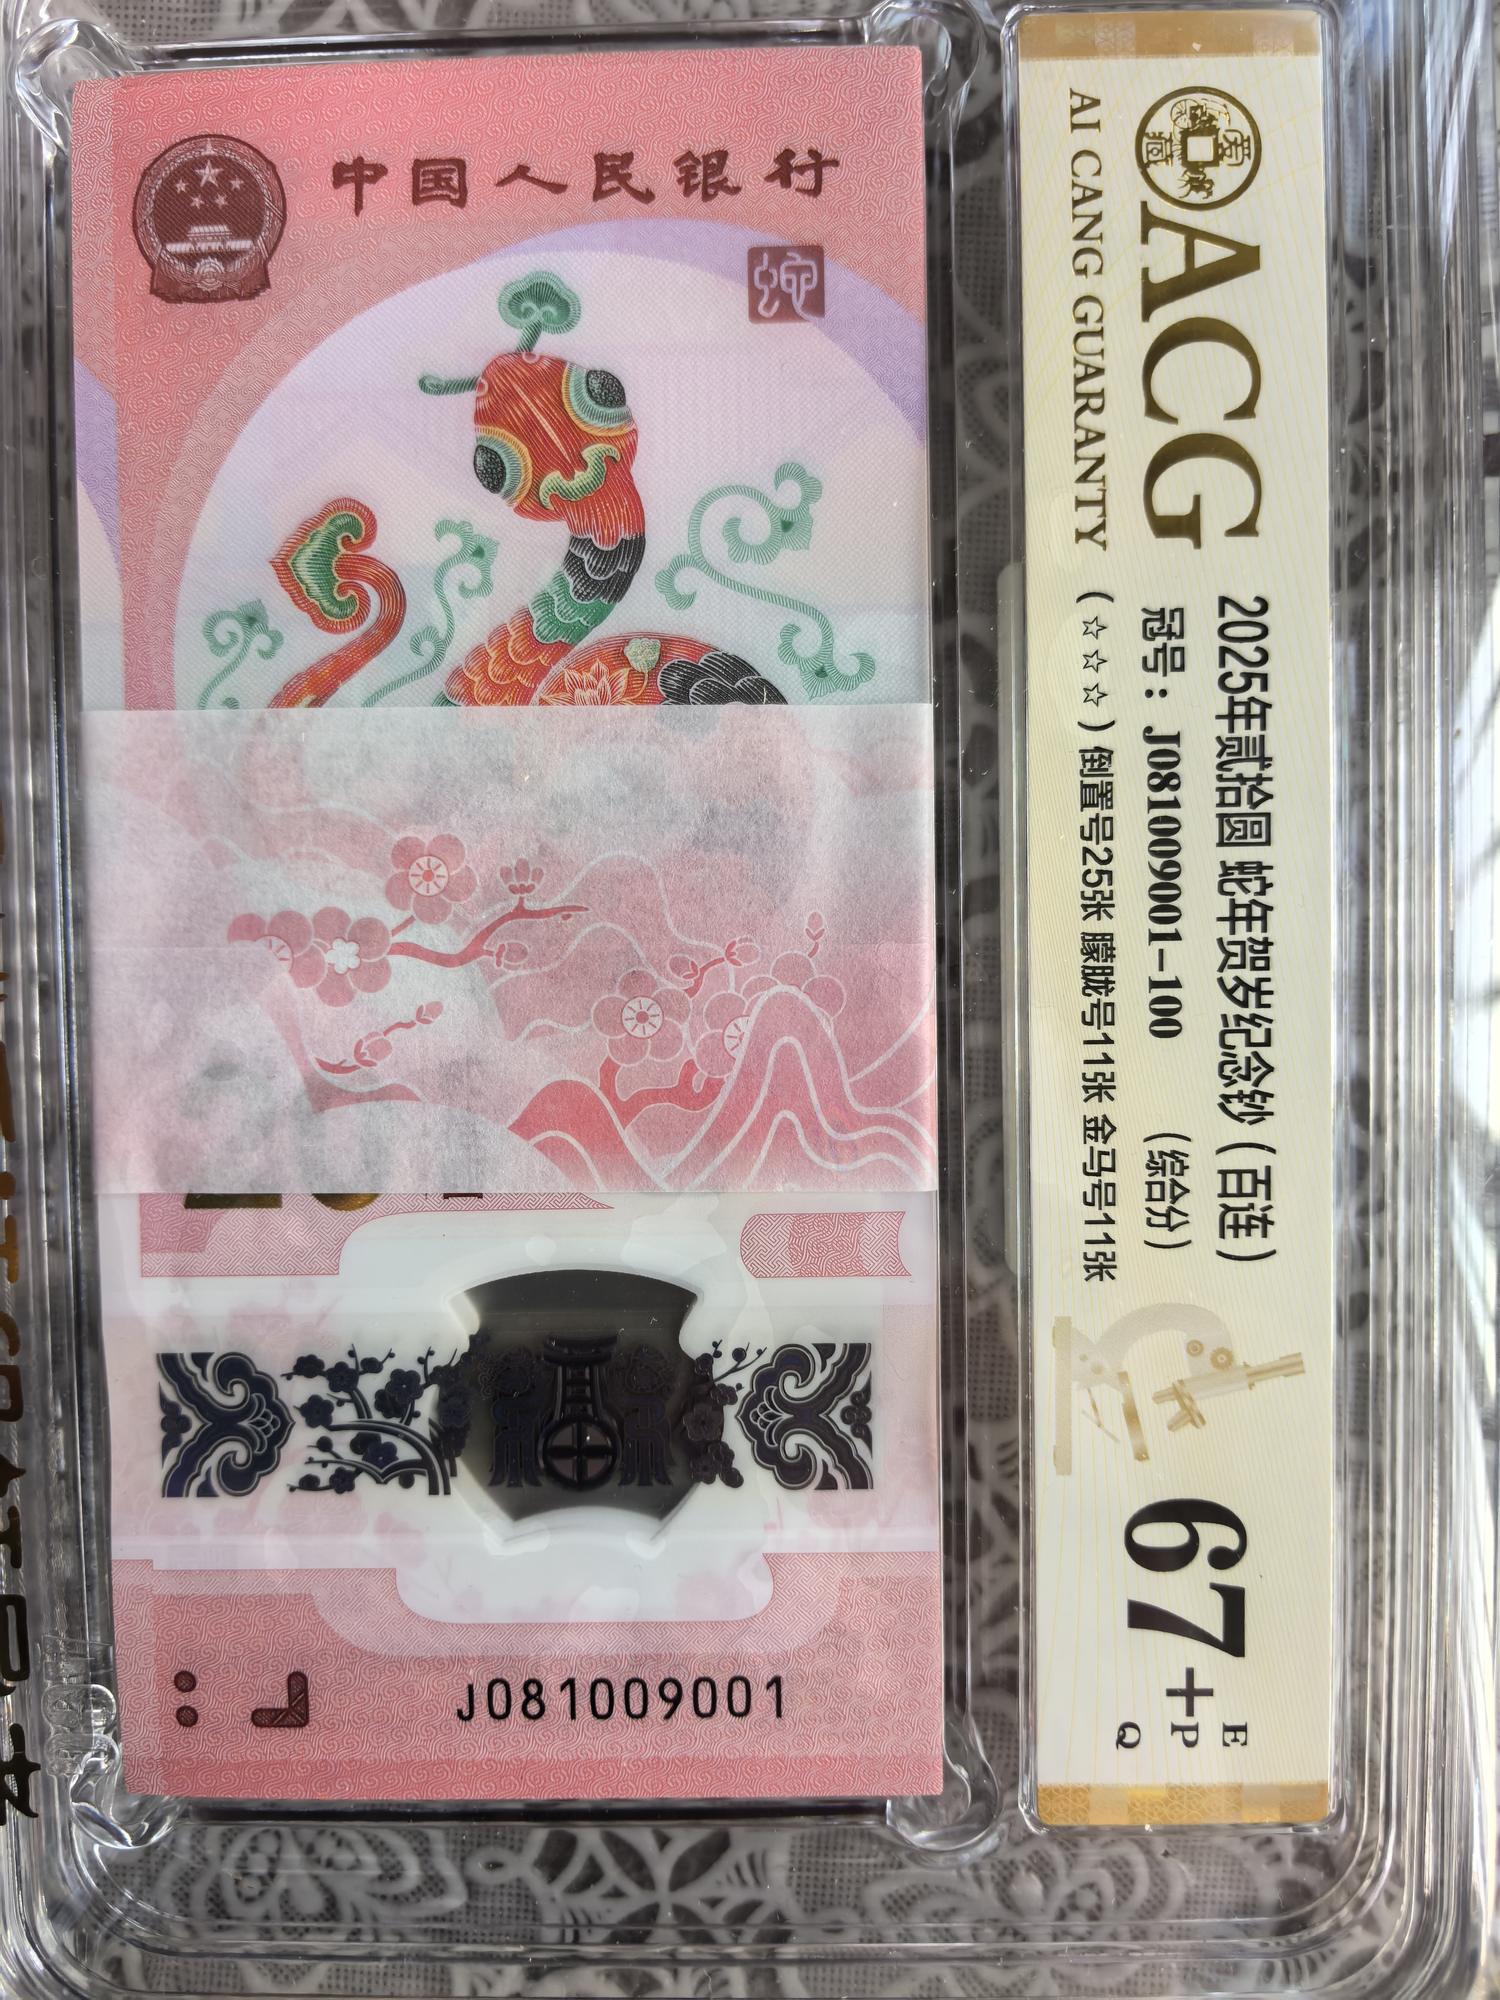 中国人民银行
蛇
J081009001
ACG
AI CANG GUARANTY
2025年贰拾圆 蛇年贺岁纪念钞（百连）
冠号：J081009001-100 （综合分）
（☆☆☆）倒置号25张 朦胧号11张 金马号11张
67+
E
P
Q